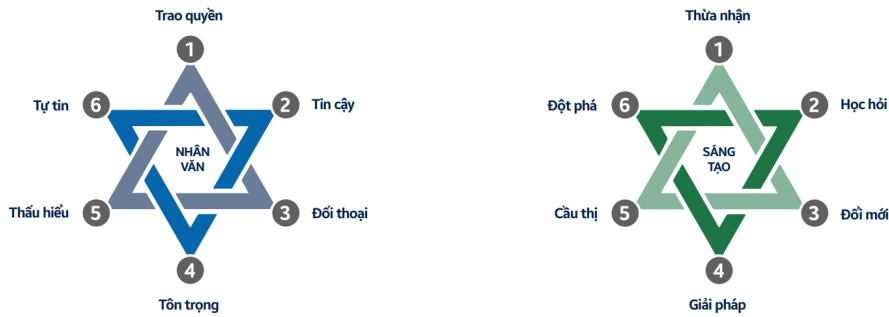 Trao quyền
1
Tự tin
6
2
Tin cậy
NHÂN
VĂN
Thấu hiểu
5
3
Đối thoại
4
Tôn trọng
Thừa nhận
1
Đột phá
6
2
Học hỏi
SÁNG
TẠO
Cầu thị
5
3
Đổi mới
4
Giải pháp